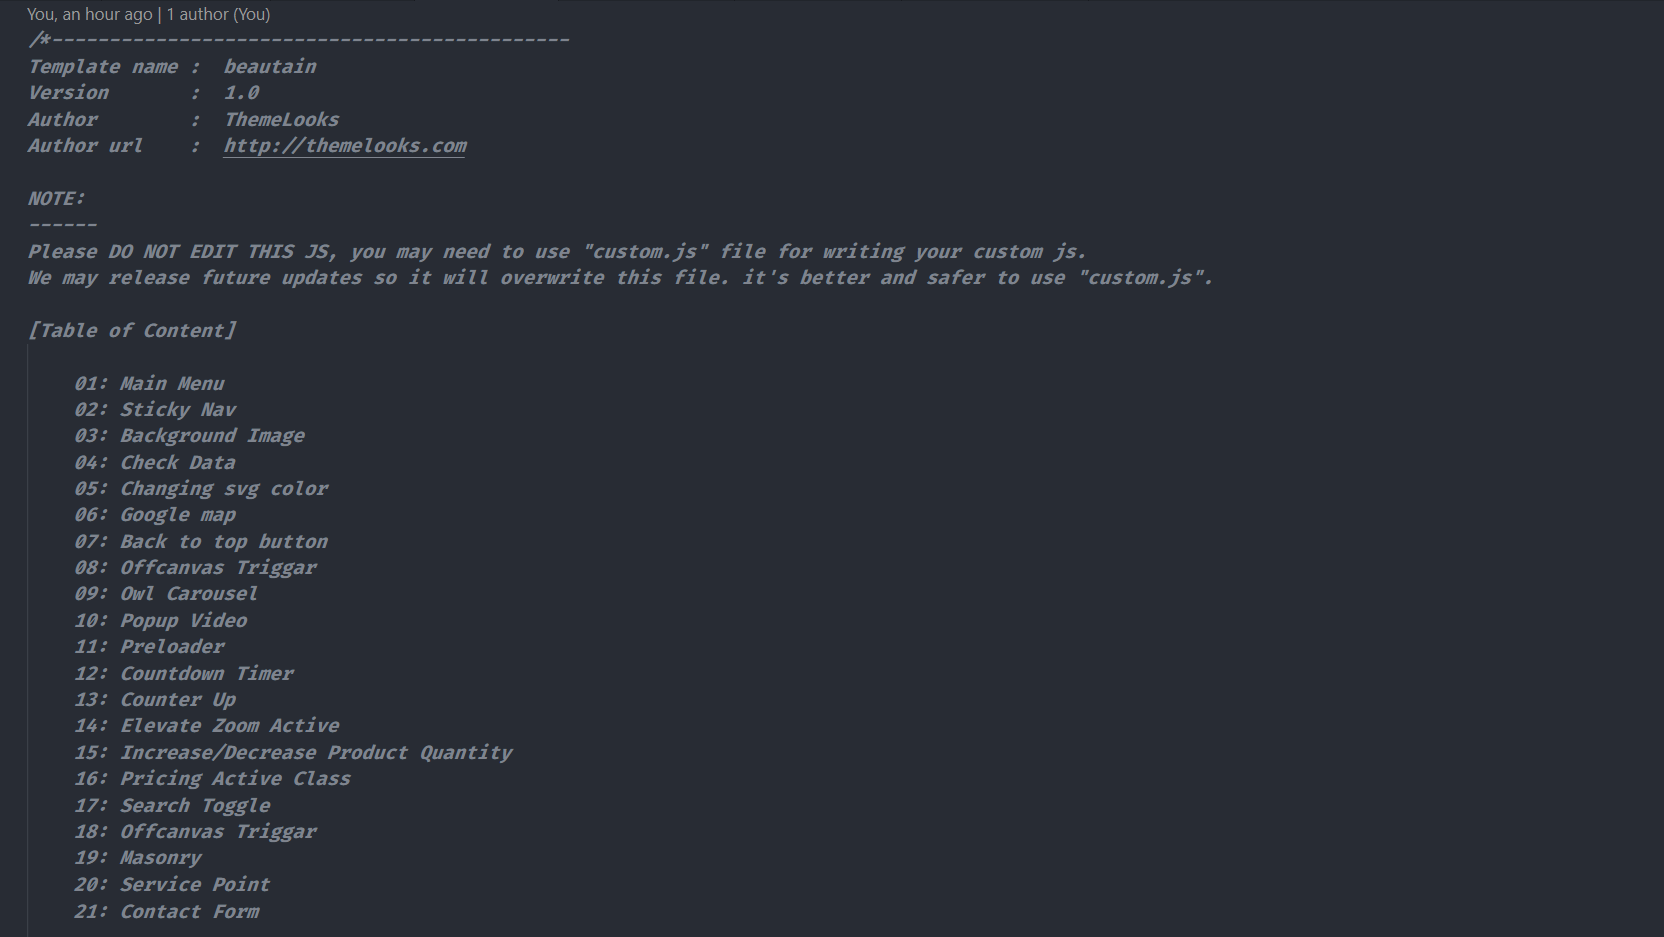 You, an hour ago | 1 author (You)
/*---------------------------------------------
Template name :  beautain
Version       :  1.0
Author        :  ThemeLooks
Author url    :  http://themelooks.com
NOTE:
------
Please DO NOT EDIT THIS JS, you may need to use "custom.js" file for writing your custom js.
We may release future updates so it will overwrite this file. it's better and safer to use "custom.js".
[Table of Content]
01: Main Menu
02: Sticky Nav
03: Background Image
04: Check Data
05: Changing svg color
06: Google map
07: Back to top button
08: Offcanvas Triggar
09: Owl Carousel
10: Popup Video
11: Preloader
12: Countdown Timer
13: Counter Up
14: Elevate Zoom Active
15: Increase/Decrease Product Quantity
16: Pricing Active Class
17: Search Toggle
18: Offcanvas Triggar
19: Masonry
20: Service Point
21: Contact Form